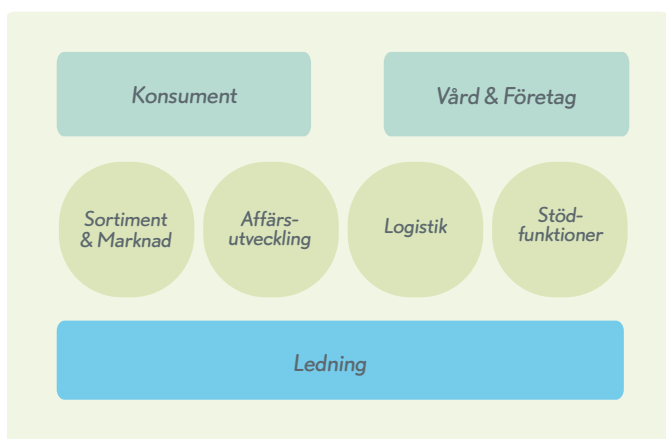 Konsument
Vård & Företag
Sortiment
& Marknad
Affärs-
utveckling
Logistik
Stöd-
funktioner
Ledning